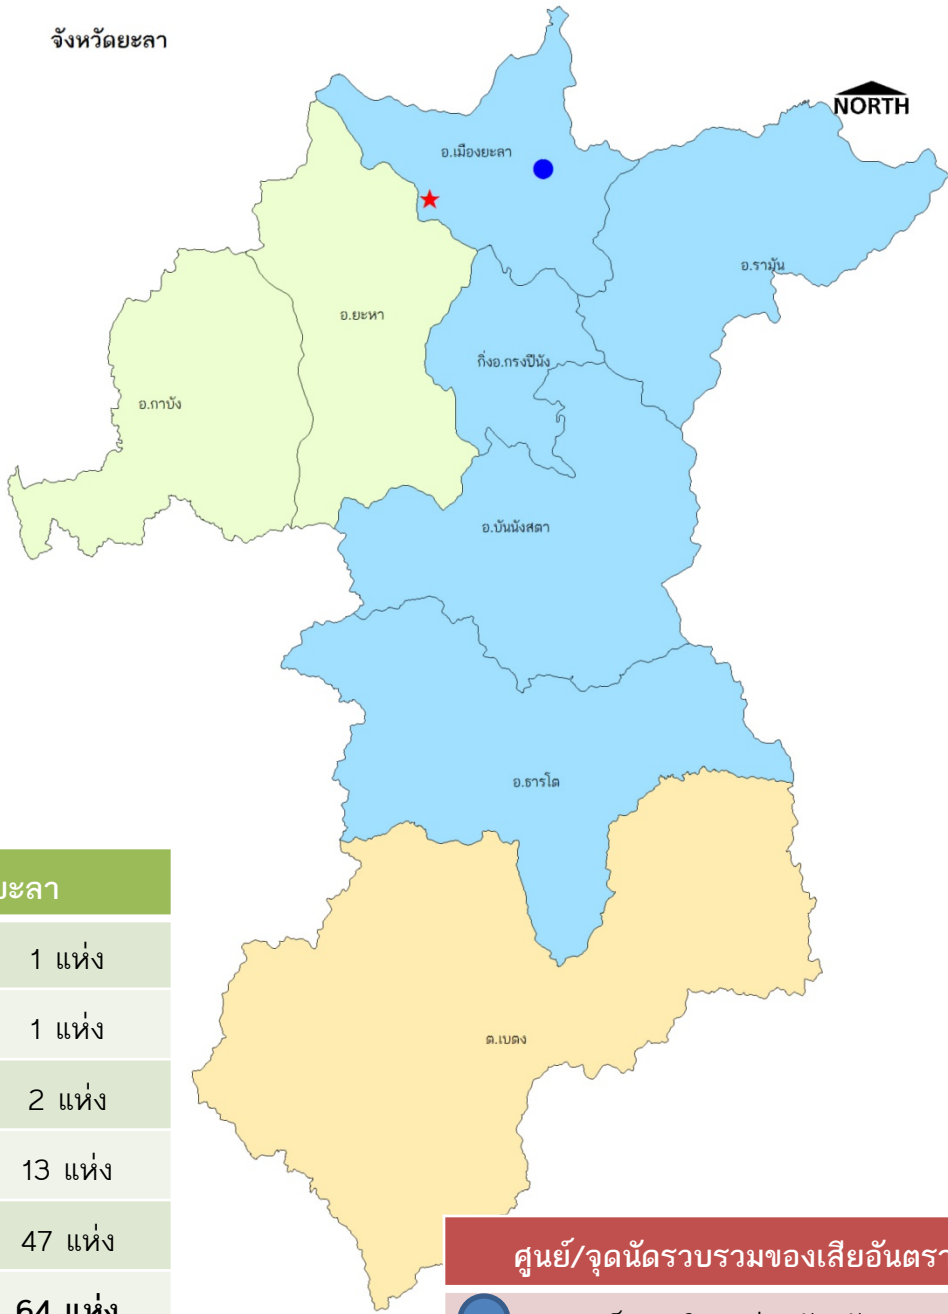 จังหวัดยะลา
NORTH
อ.เมืองยะลา
อ.รามัน
อ.ยะหา
กิ่งอ.กรงปีนัง
อ.กาบัง
อ.บันนังสตา
อ.ธารโต
ต.เบตง
ยะลา
1 แห่ง
1 แห่ง
2 แห่ง
13 แห่ง
47 แห่ง
64 แห่ง
ศูนย์/จุดนัดรวบรวมของเสียอันตรา